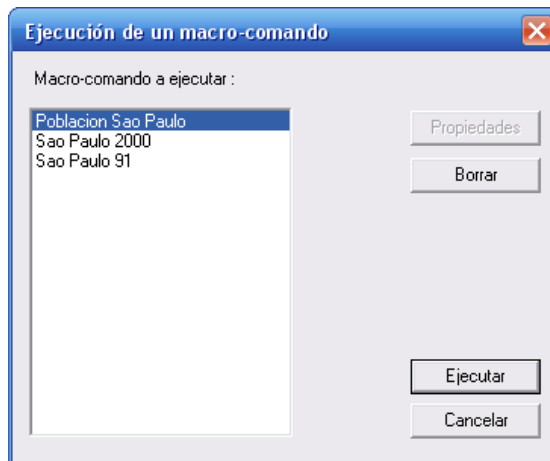 Ejecución de un macro-comando
Macro-comando a ejecutar :
Poblacion Sao Paulo
Sao Paulo 2000
Sao Paulo 91
Propiedades
Borrar
Ejecutar
Cancelar